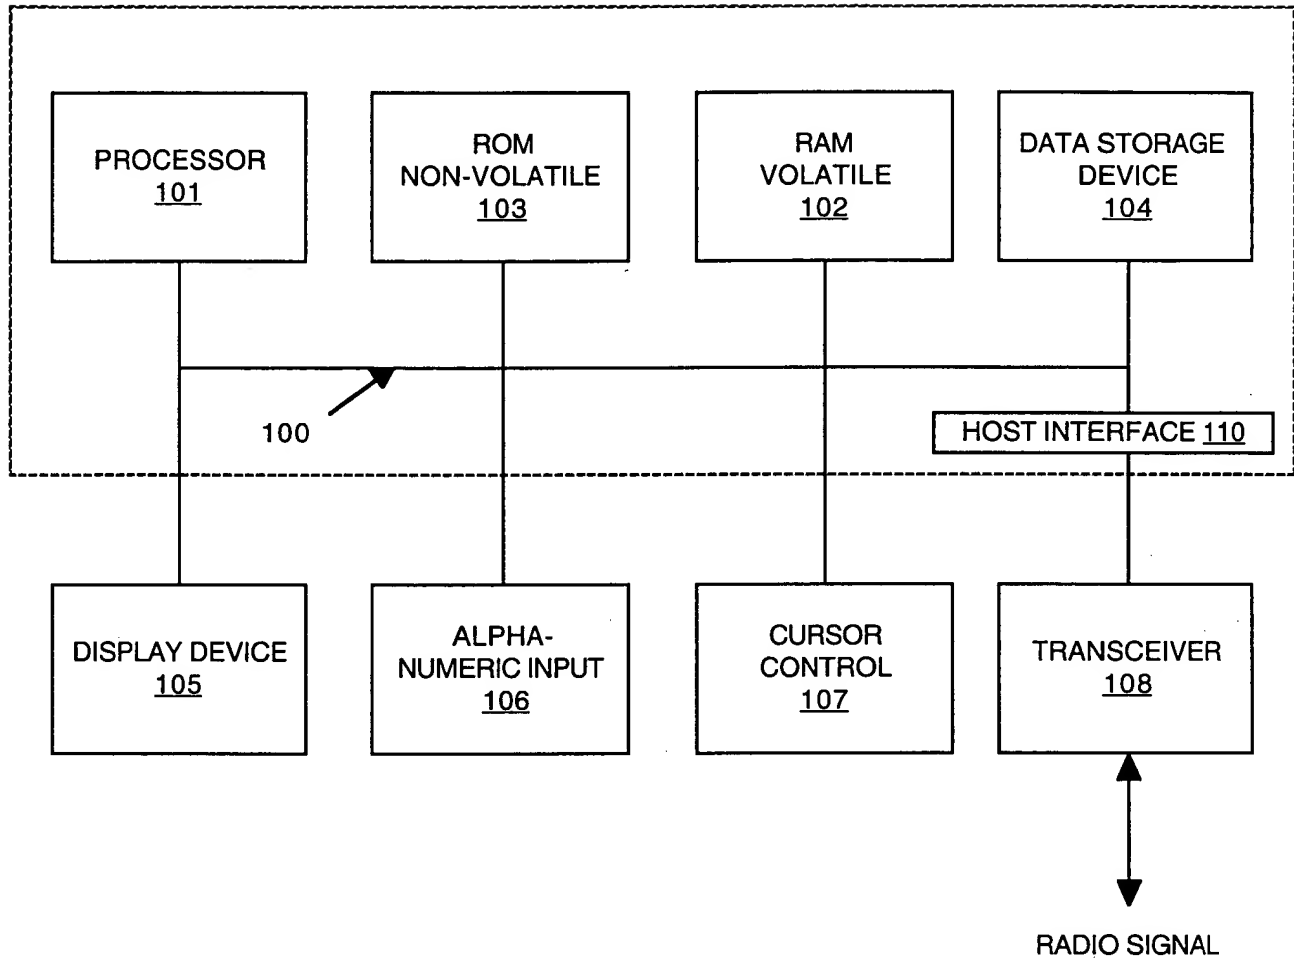 PROCESSOR
101
ROM
NON-VOLATILE
103
RAM
VOLATILE
102
DATA STORAGE
DEVICE
104
100
HOST INTERFACE 110
DISPLAY DEVICE
105
ALPHA-
NUMERIC INPUT
106
CURSOR
CONTROL
107
TRANSCEIVER
108
RADIO SIGNAL